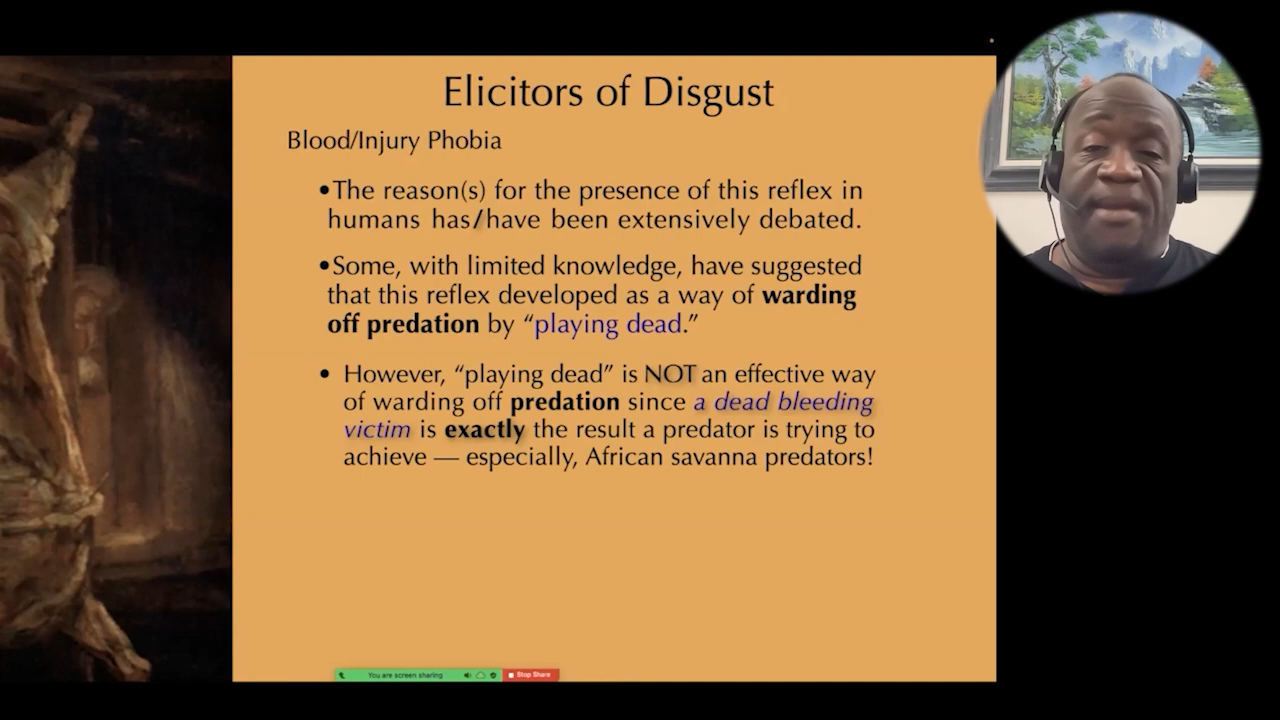 Elicitors of Disgust
Blood/Injury Phobia
•The reason(s) for the presence of this reflex in
humans has/have been extensively debated.
•Some, with limited knowledge, have suggested
that this reflex developed as a way of warding
off predation by “playing dead.”
• However, “playing dead” is NOT an effective way
of warding off predation since a dead bleeding
victim is exactly the result a predator is trying to
achieve — especially, African savanna predators!
You are screen sharing
Stop Share